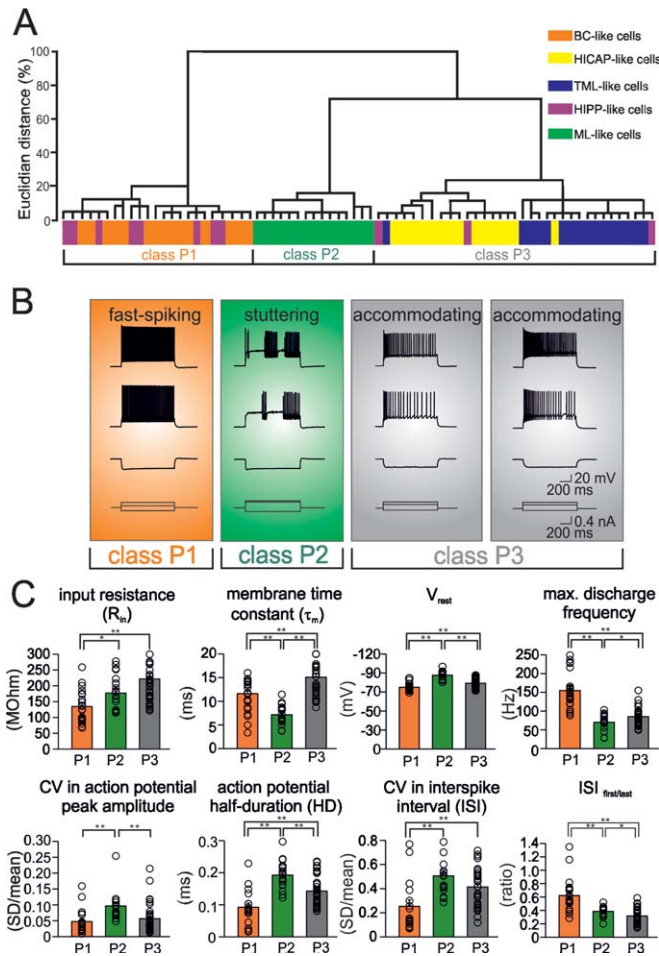 A
Euclidian distance (%)
100
80
60
40
20
0
BC-like cells
HICAP-like cells
TML-like cells
HIPP-like cells
ML-like cells
class P1
class P2
class P3
B
fast-spiking
stuttering
accommodating
accommodating
20 mV
200 ms
0.4 nA
200 ms
class P1
class P2
class P3
C
input resistance
(Rin)
(MOhm)
300
250
200
150
100
50
0
**
*
P1 P2 P3
membrane time
constant (τm)
(ms)
20
15
10
5
0
**
** **
P1 P2 P3
Vrest
(mV)
-110
-90
-70
-50
-30
-10
**
** **
P1 P2 P3
max. discharge
frequency
(Hz)
250
200
150
100
50
0
**
** *
P1 P2 P3
CV in action potential
peak amplitude
(SD/mean)
0.30
0.25
0.20
0.15
0.10
0.05
0
** **
P1 P2 P3
action potential
half-duration (HD)
(ms)
0.3
0.2
0.1
0
**
** **
P1 P2 P3
CV in interspike
interval (ISI)
(SD/mean)
0.8
0.6
0.4
0.2
0
**
**
P1 P2 P3
ISI first/last
(ratio)
1.4
1.2
1.0
0.8
0.6
0.4
0.2
0
**
** *
P1 P2 P3